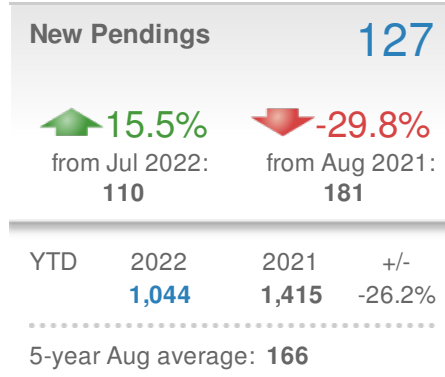 New Pendings 127
15.5% -29.8%
from Jul 2022: from Aug 2021:
110 181
YTD 2022 2021 +/-
1,044 1,415 -26.2%
5-year Aug average: 166